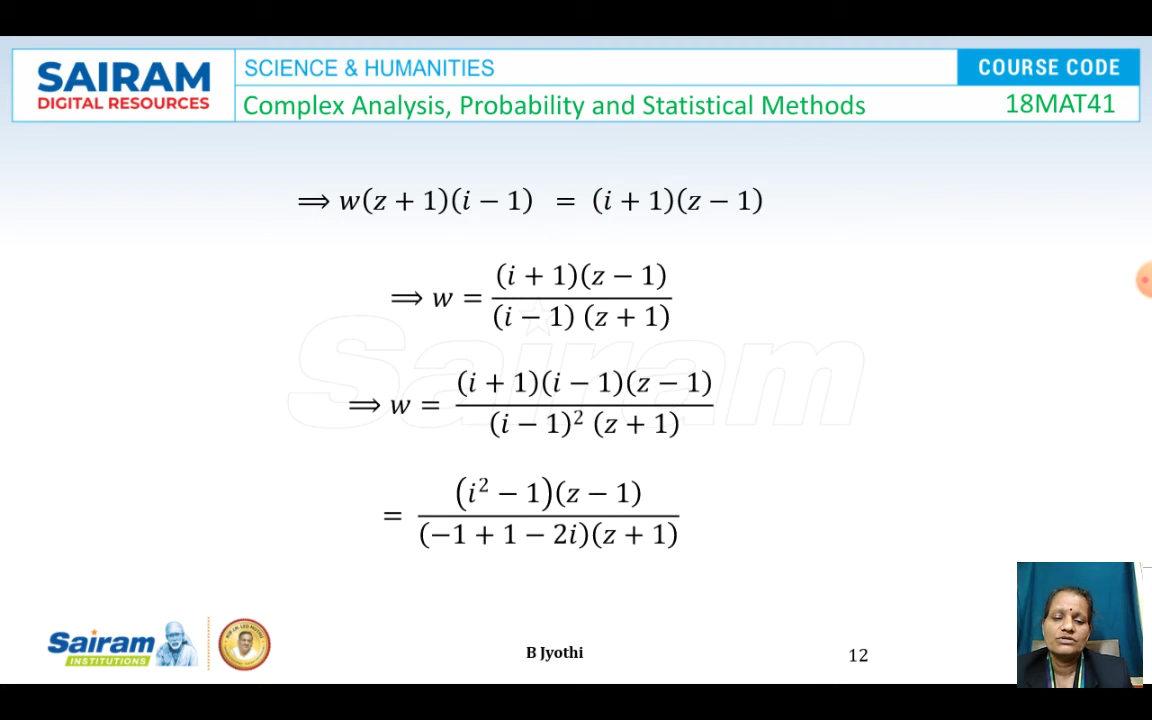 SAIRAM
DIGITAL RESOURCES
SCIENCE & HUMANITIES
COURSE CODE
Complex Analysis, Probability and Statistical Methods
18MAT41
⟹ w(z + 1)(i − 1) = (i + 1)(z − 1)
⟹ w = (i + 1)(z − 1) / (i − 1) (z + 1)
⟹ w = (i + 1)(i − 1)(z − 1) / (i − 1)² (z + 1)
= (i² − 1)(z − 1) / (−1 + 1 − 2i)(z + 1)
Sairam
Sairam
INSTITUTIONS
B Jyothi
12